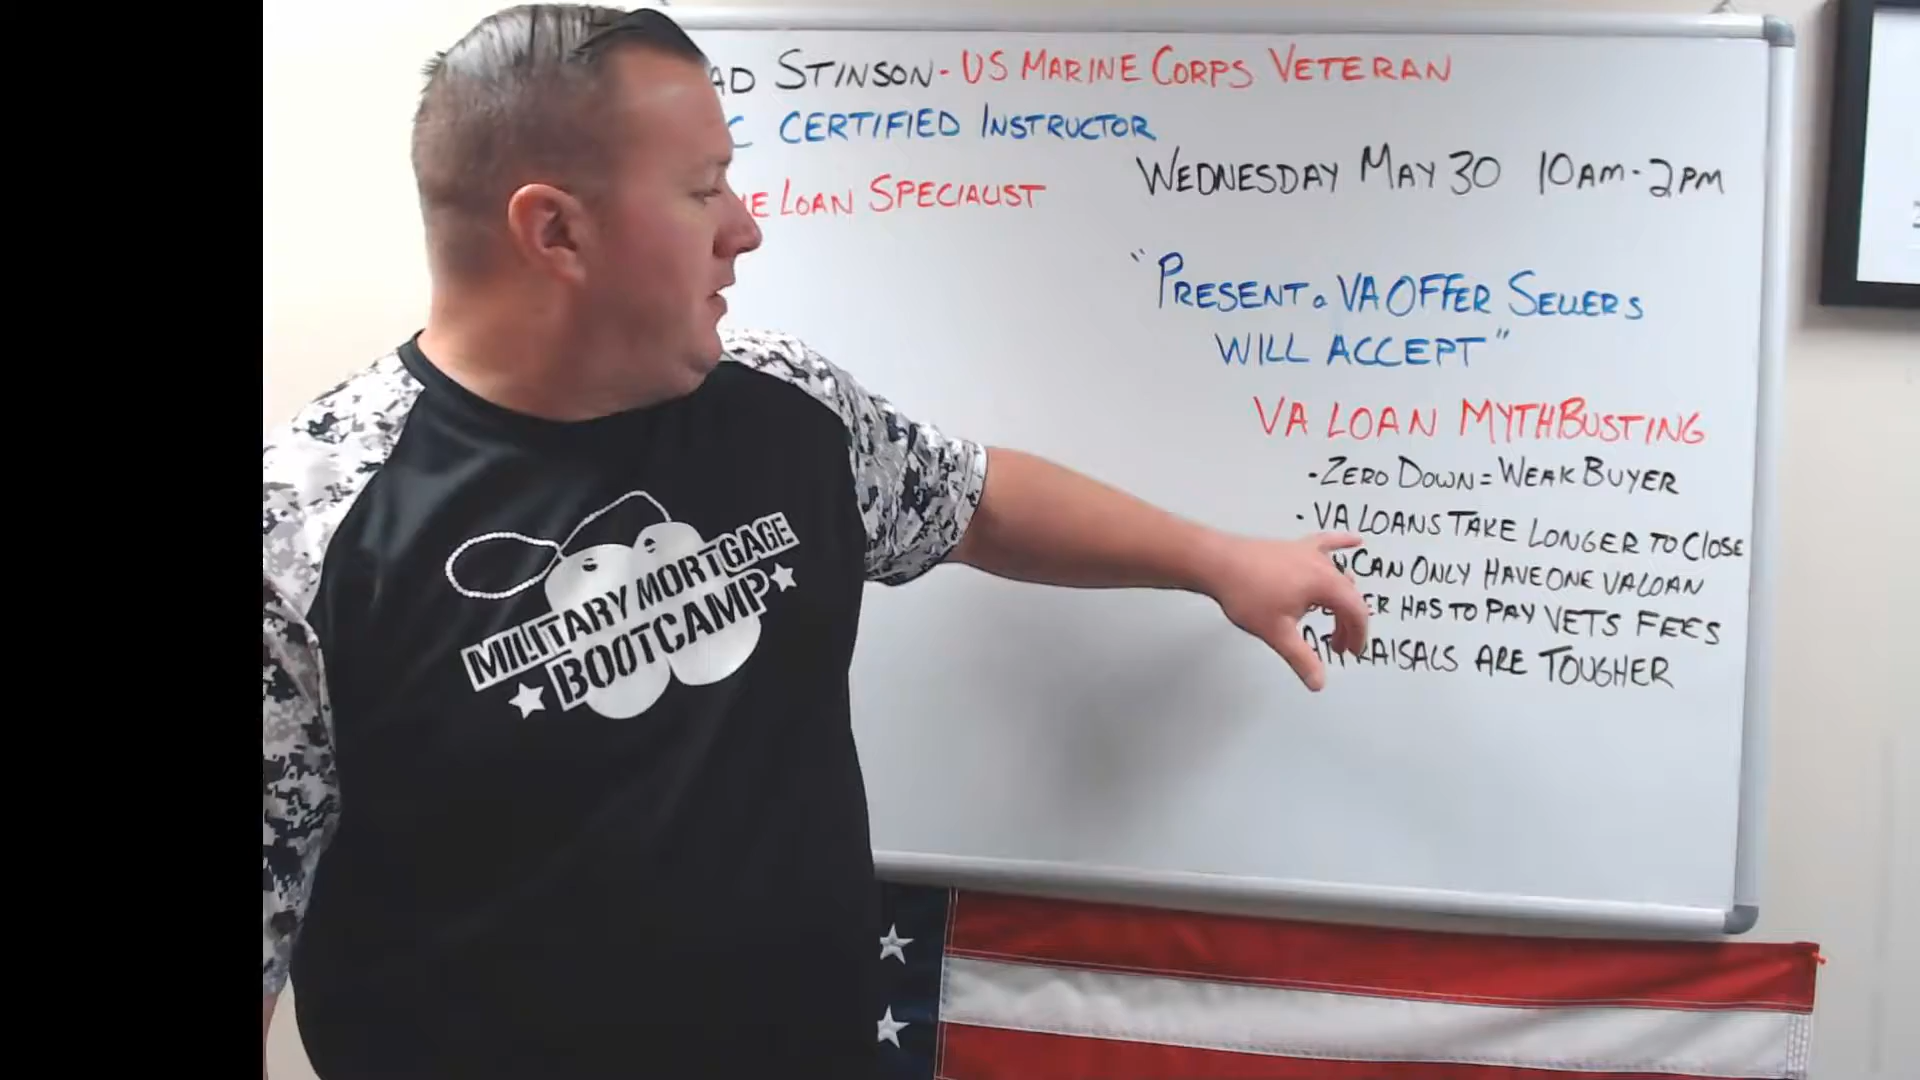 STINSON - US MARINE CORPS VETERAN
CERTIFIED INSTRUCTOR
LOAN SPECIALIST
WEDNESDAY MAY 30 10AM - 2PM
"PRESENT a VA OFFER SELLERS
WILL ACCEPT"
VA LOAN MYTHBUSTING
- ZERO DOWN = WEAK BUYER
- VA LOANS TAKE LONGER TO CLOSE
CAN ONLY HAVE ONE VA LOAN
HAS TO PAY VETS FEES
APPRAISALS ARE TOUGHER
MILITARY MORTGAGE
BOOTCAMP